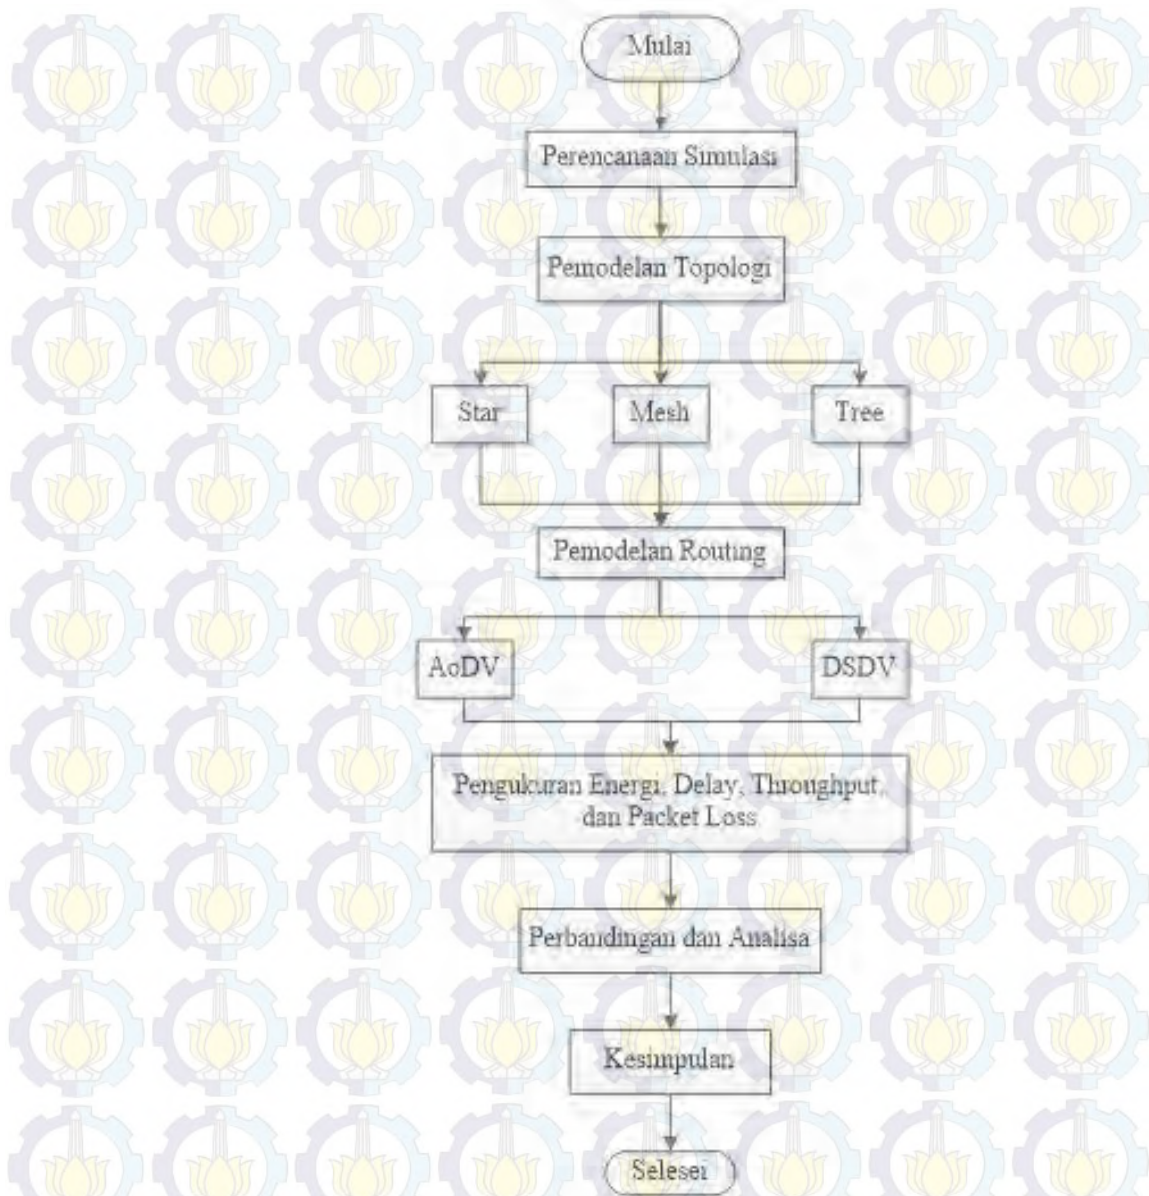 Mulai
Perencanaan Simulasi
Pemodelan Topologi
Star
Mesh
Tree
Pemodelan Routing
AoDV
DSDV
Pengukuran Energi, Delay, Throughput,
dan Packet Loss
Perbandingan dan Analisa
Kesimpulan
Selesei